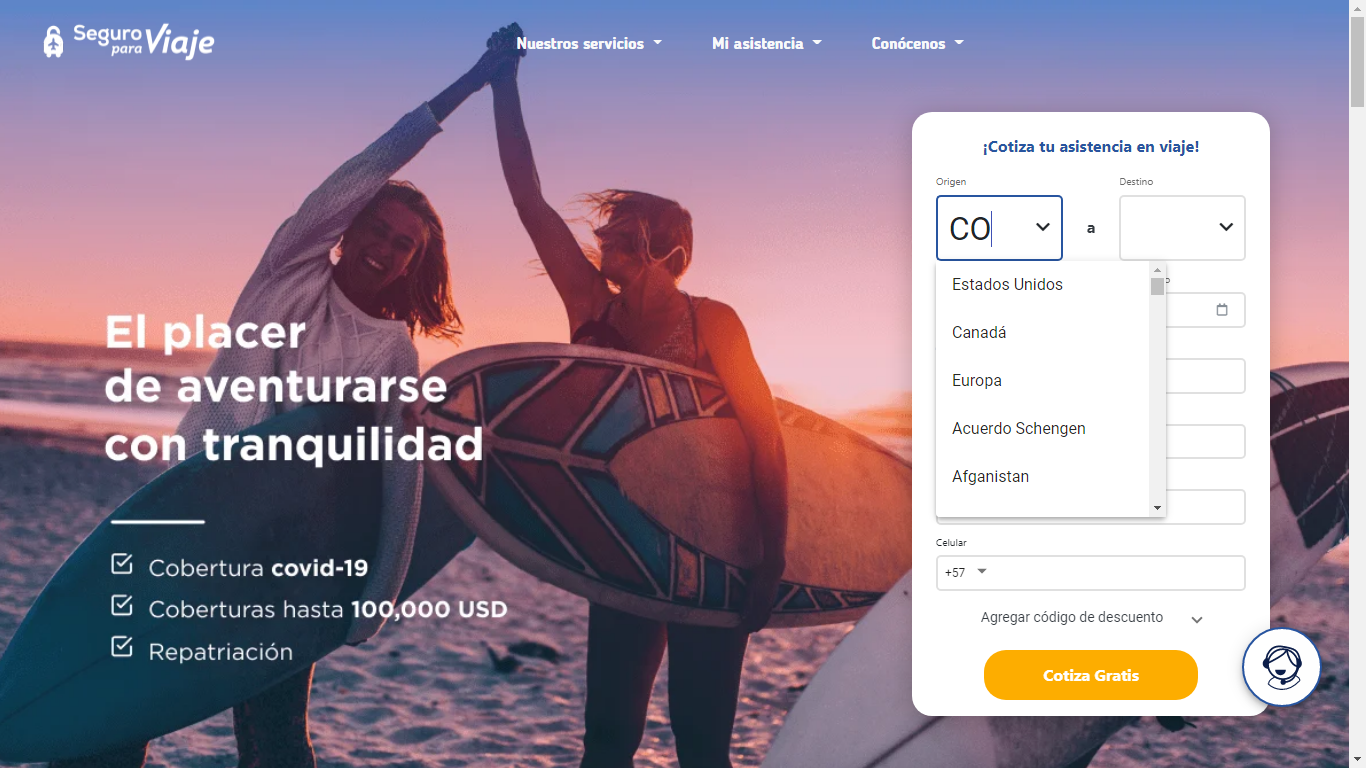 Seguro para Viaje
Nuestros servicios
Mi asistencia
Conócenos
¡Cotiza tu asistencia en viaje!
Origen
Destino
CO
a
Estados Unidos
Canadá
Europa
Acuerdo Schengen
Afganistan
Celular
+57
Agregar código de descuento
Cotiza Gratis
El placer
de aventurarse
con tranquilidad
Cobertura covid-19
Coberturas hasta 100,000 USD
Repatriación